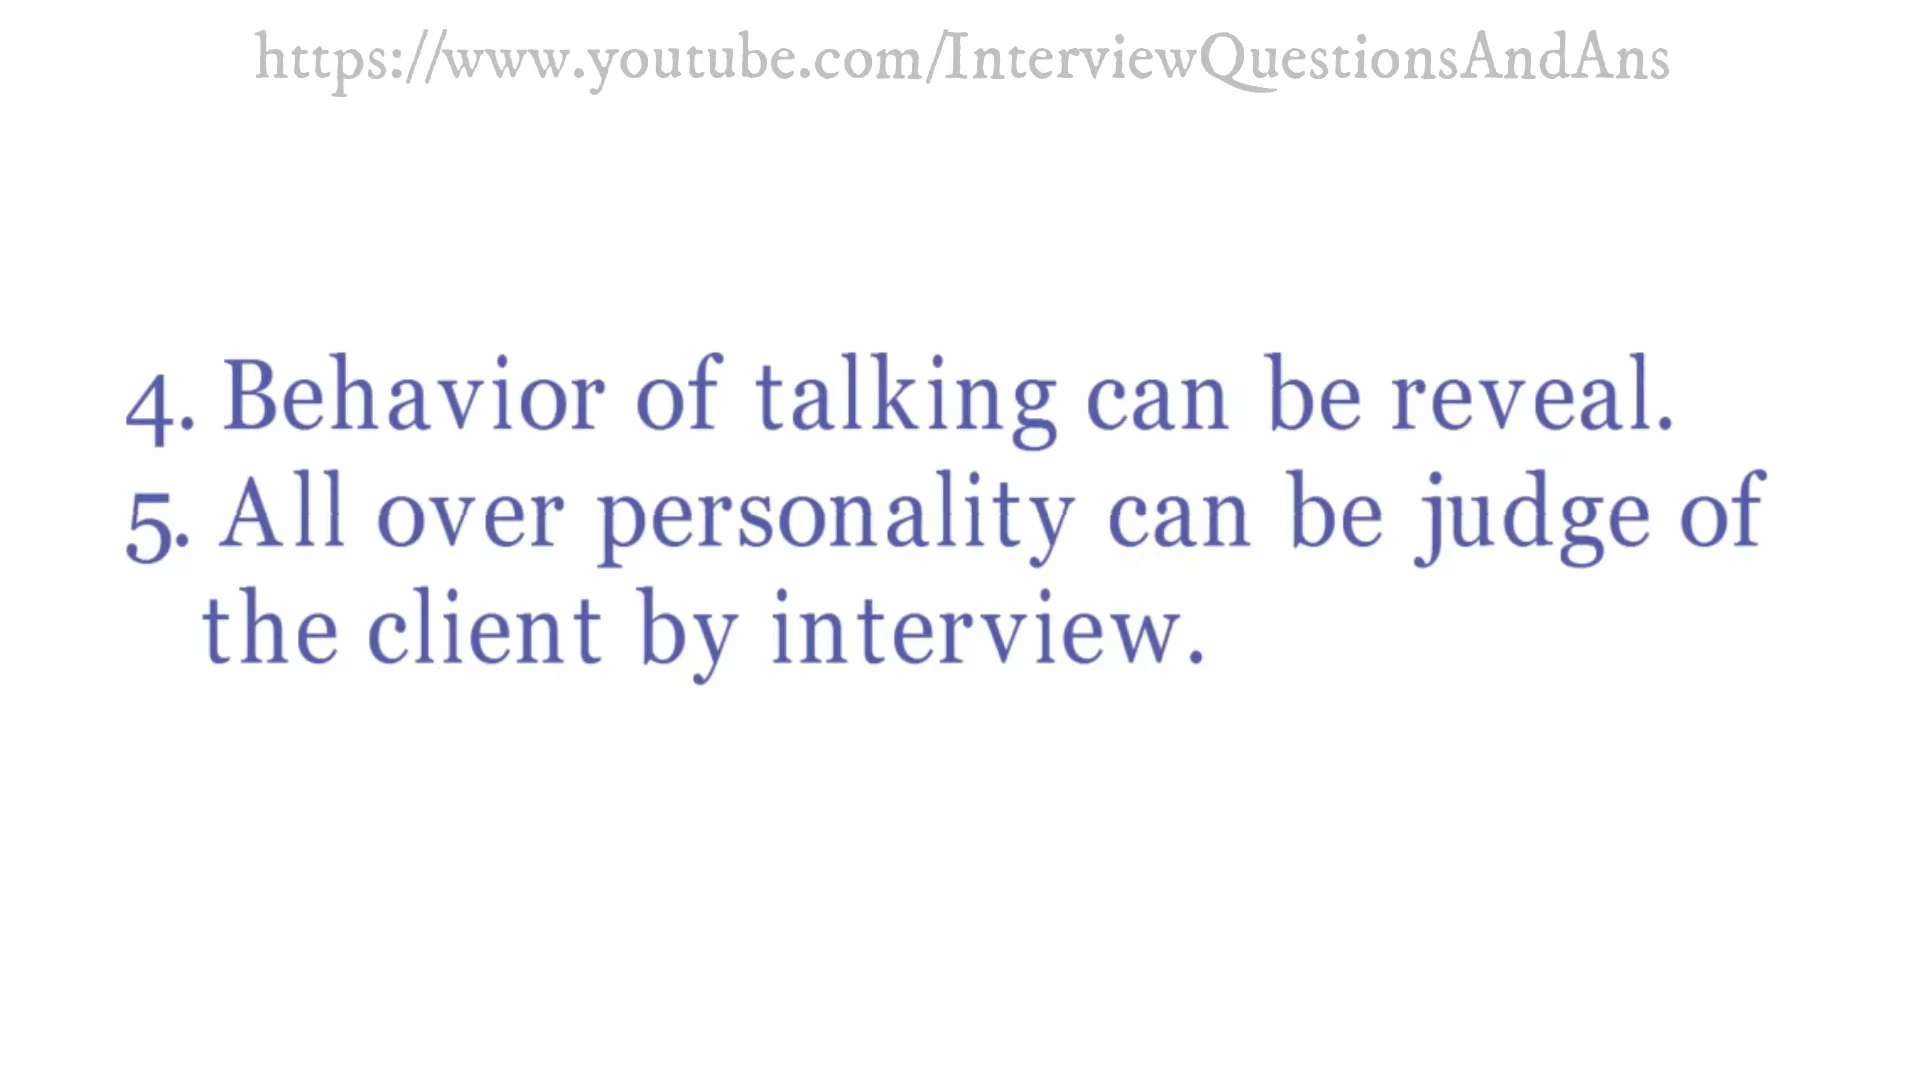 https://www.youtube.com/InterviewQuestionsAndAns
4. Behavior of talking can be reveal.
5. All over personality can be judge of
the client by interview.